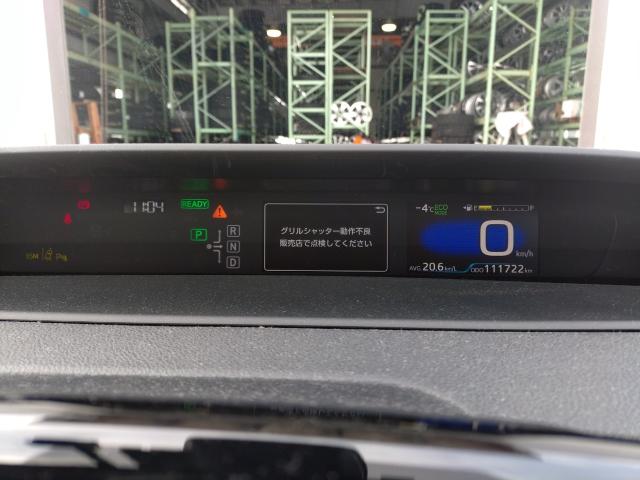 11:04
READY
P
R
N
D
グリルシャッター動作不良
販売店で点検してください
-4℃ ECO MODE
E F
0 km/h
AVG 20.6 km/L ODO 111722 km